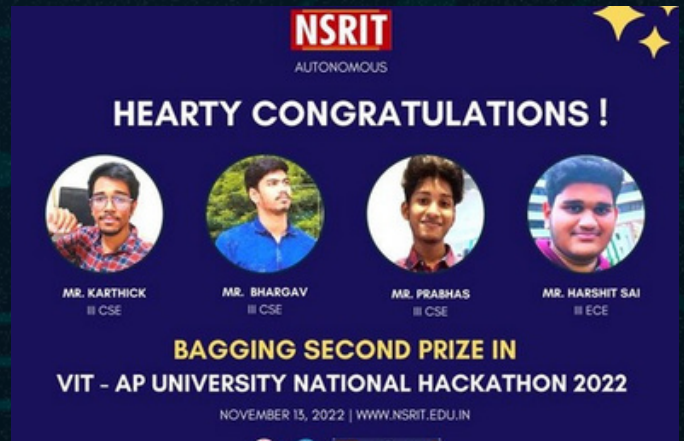 NSRIT
AUTONOMOUS
HEARTY CONGRATULATIONS !
MR. KARTHICK
III CSE
MR. BHARGAV
III CSE
MR. PRABHAS
III CSE
MR. HARSHIT SAI
III ECE
BAGGING SECOND PRIZE IN
VIT - AP UNIVERSITY NATIONAL HACKATHON 2022
NOVEMBER 13, 2022 | WWW.NSRIT.EDU.IN